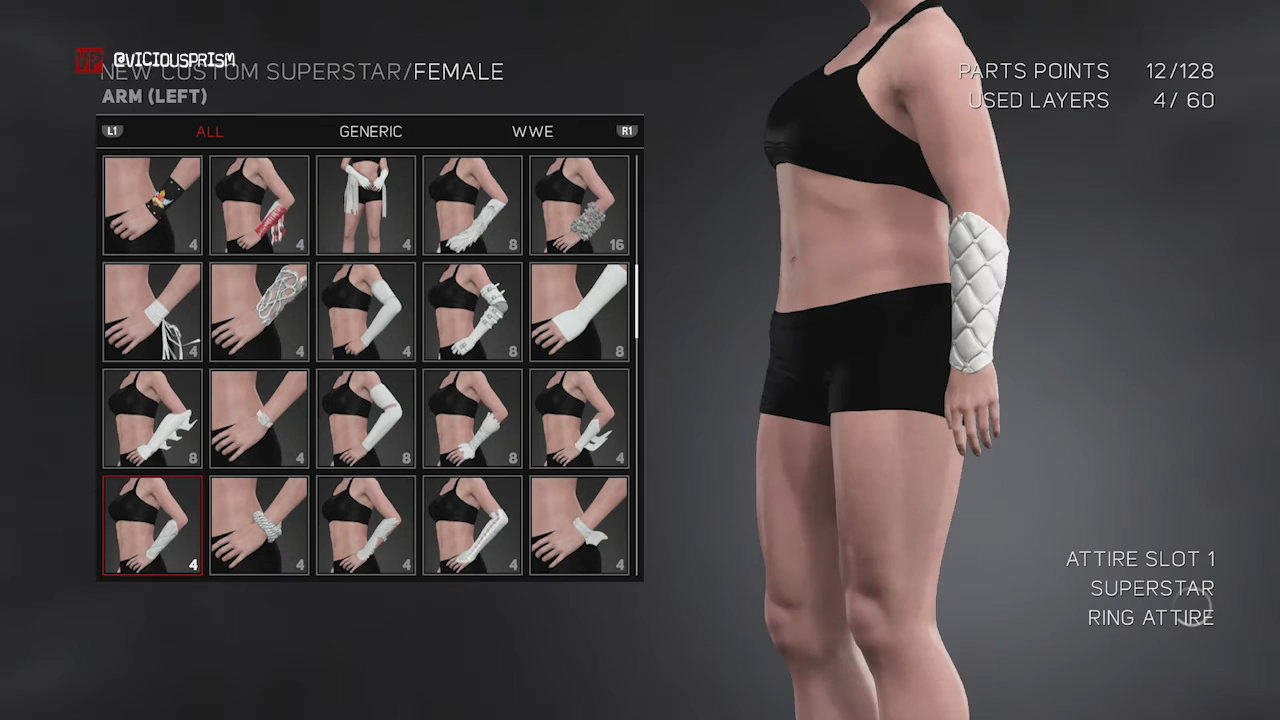 VP @VICIOUSPRISM
NEW CUSTOM SUPERSTAR/FEMALE
ARM (LEFT)
PARTS POINTS 12/128
USED LAYERS 4/ 60
L1 ALL GENERIC WWE R1
4 4 4 8 16
4 4 4 8 8
8 4 8 8 4
4 4 4 4 4
ATTIRE SLOT 1
SUPERSTAR
RING ATTIRE